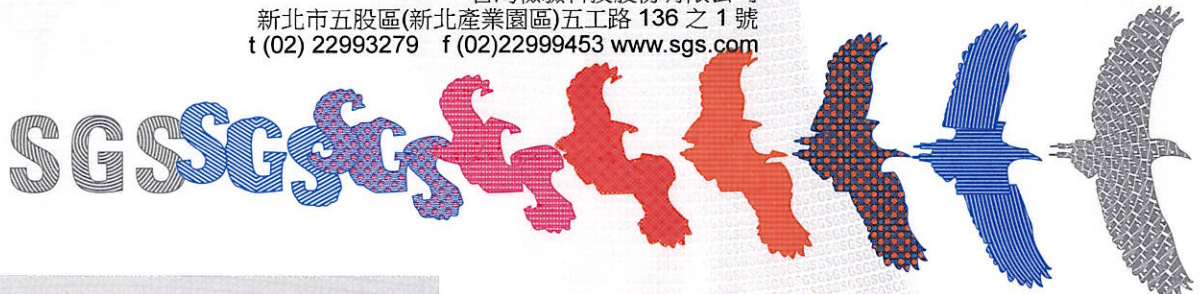 新北市五股區(新北產業園區)五工路 136 之 1 號
t (02) 22993279 f (02)22999453 www.sgs.com
SGS SGS SGS